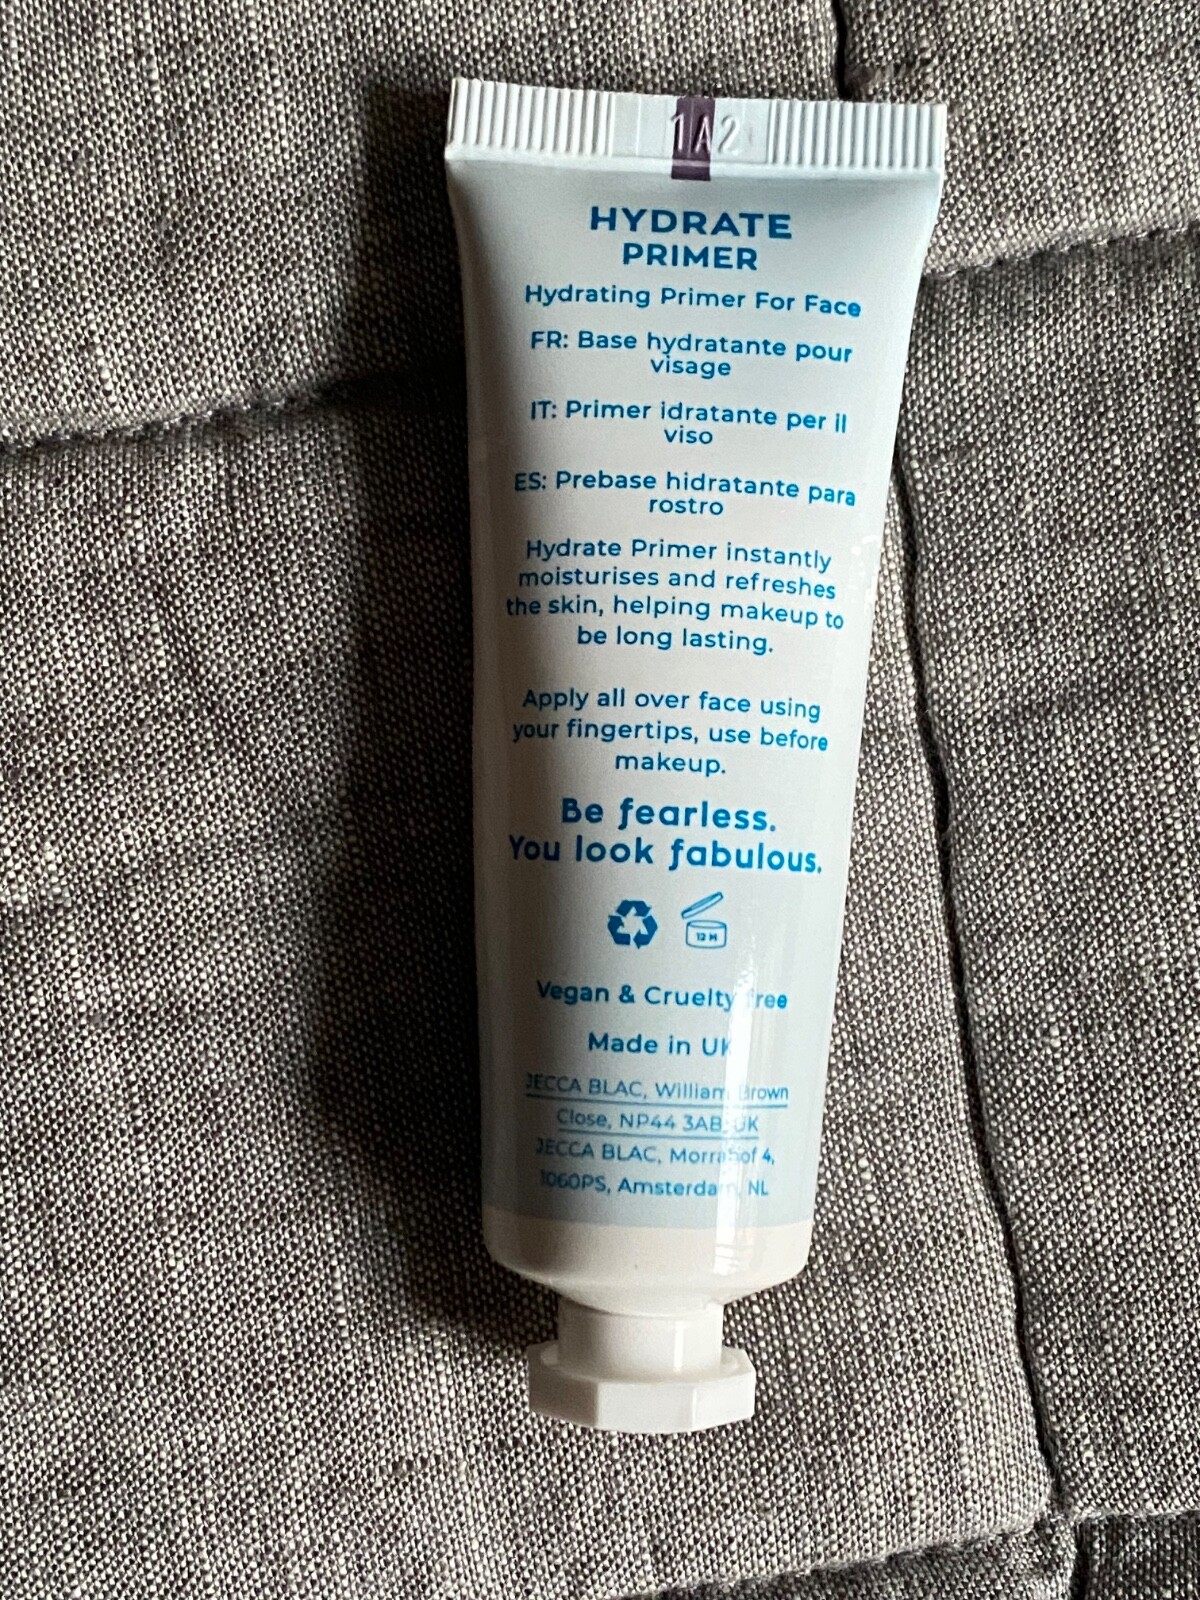 1A2
HYDRATE
PRIMER
Hydrating Primer For Face
FR: Base hydratante pour
visage
IT: Primer idratante per il
viso
ES: Prebase hidratante para
rostro
Hydrate Primer instantly
moisturises and refreshes
the skin, helping makeup to
be long lasting.
Apply all over face using
your fingertips, use before
makeup.
Be fearless.
You look fabulous.
12 M
Vegan & Cruelty free
Made in UK
JECCA BLAC, William Brown
Close, NP44 3AB, UK
JECCA BLAC, 4,
1060PS, Amsterdam, NL